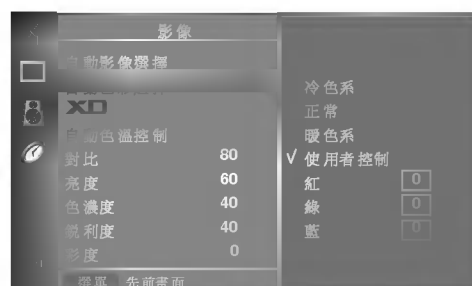 影像
自動影像選擇
XD
自動色溫控制
對比 80
亮度 60
色濃度 40
銳利度 40
彩度 0
選單 先前畫面
冷色系
正常
暖色系
√ 使用者控制
紅 0
綠 0
藍 0